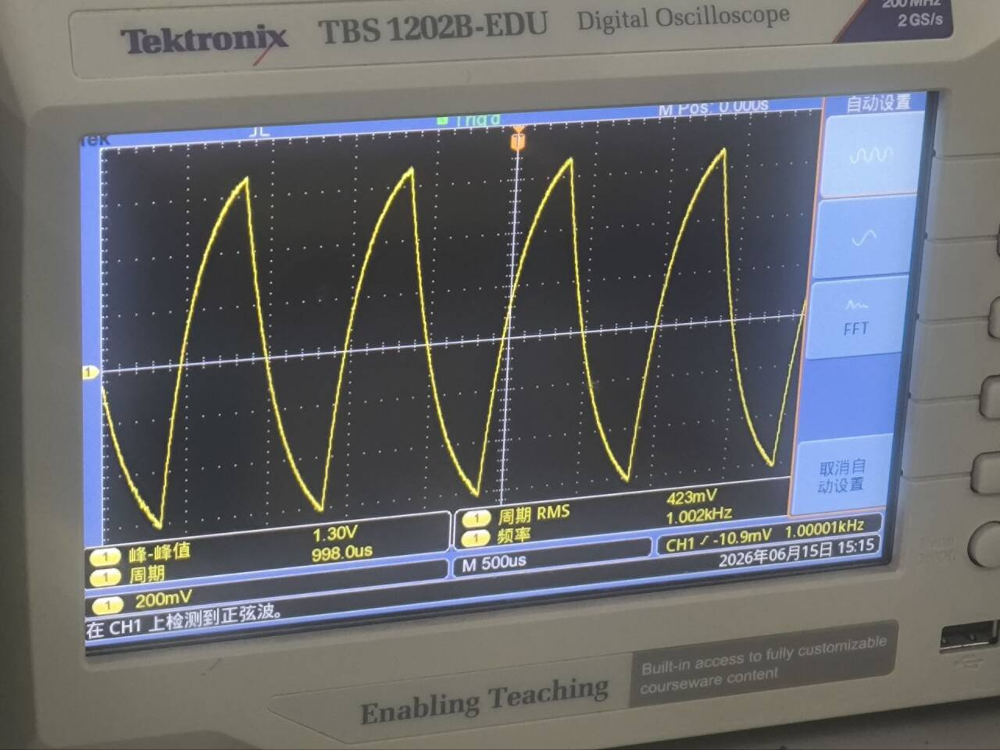 Tektronix TBS 1202B-EDU Digital Oscilloscope
200 MHz
2 GS/s
Tek Trig'd M Pos: 0.000s
自动设置
FFT
取消自
动设置
1
1 峰-峰值 1.30V
1 周期 998.0us
1 周期 RMS 423mV
1 频率 1.002kHz
1 200mV
M 500us
CH1 -10.9mV 1.00001kHz
2026年06月15日 15:15
在 CH1 上检测到正弦波。
Enabling Teaching
Built-in access to fully customizable
courseware content